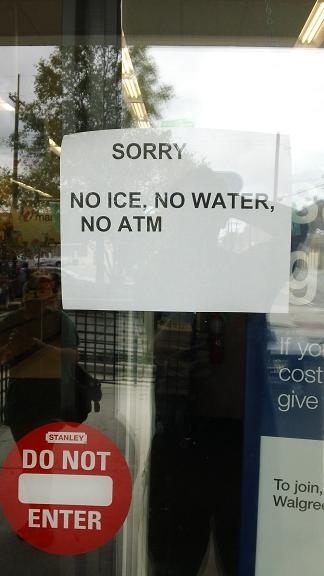 SORRY
NO ICE, NO WATER,
NO ATM
STANLEY
DO NOT
ENTER
If yo
cost
give
To join,
Walgre